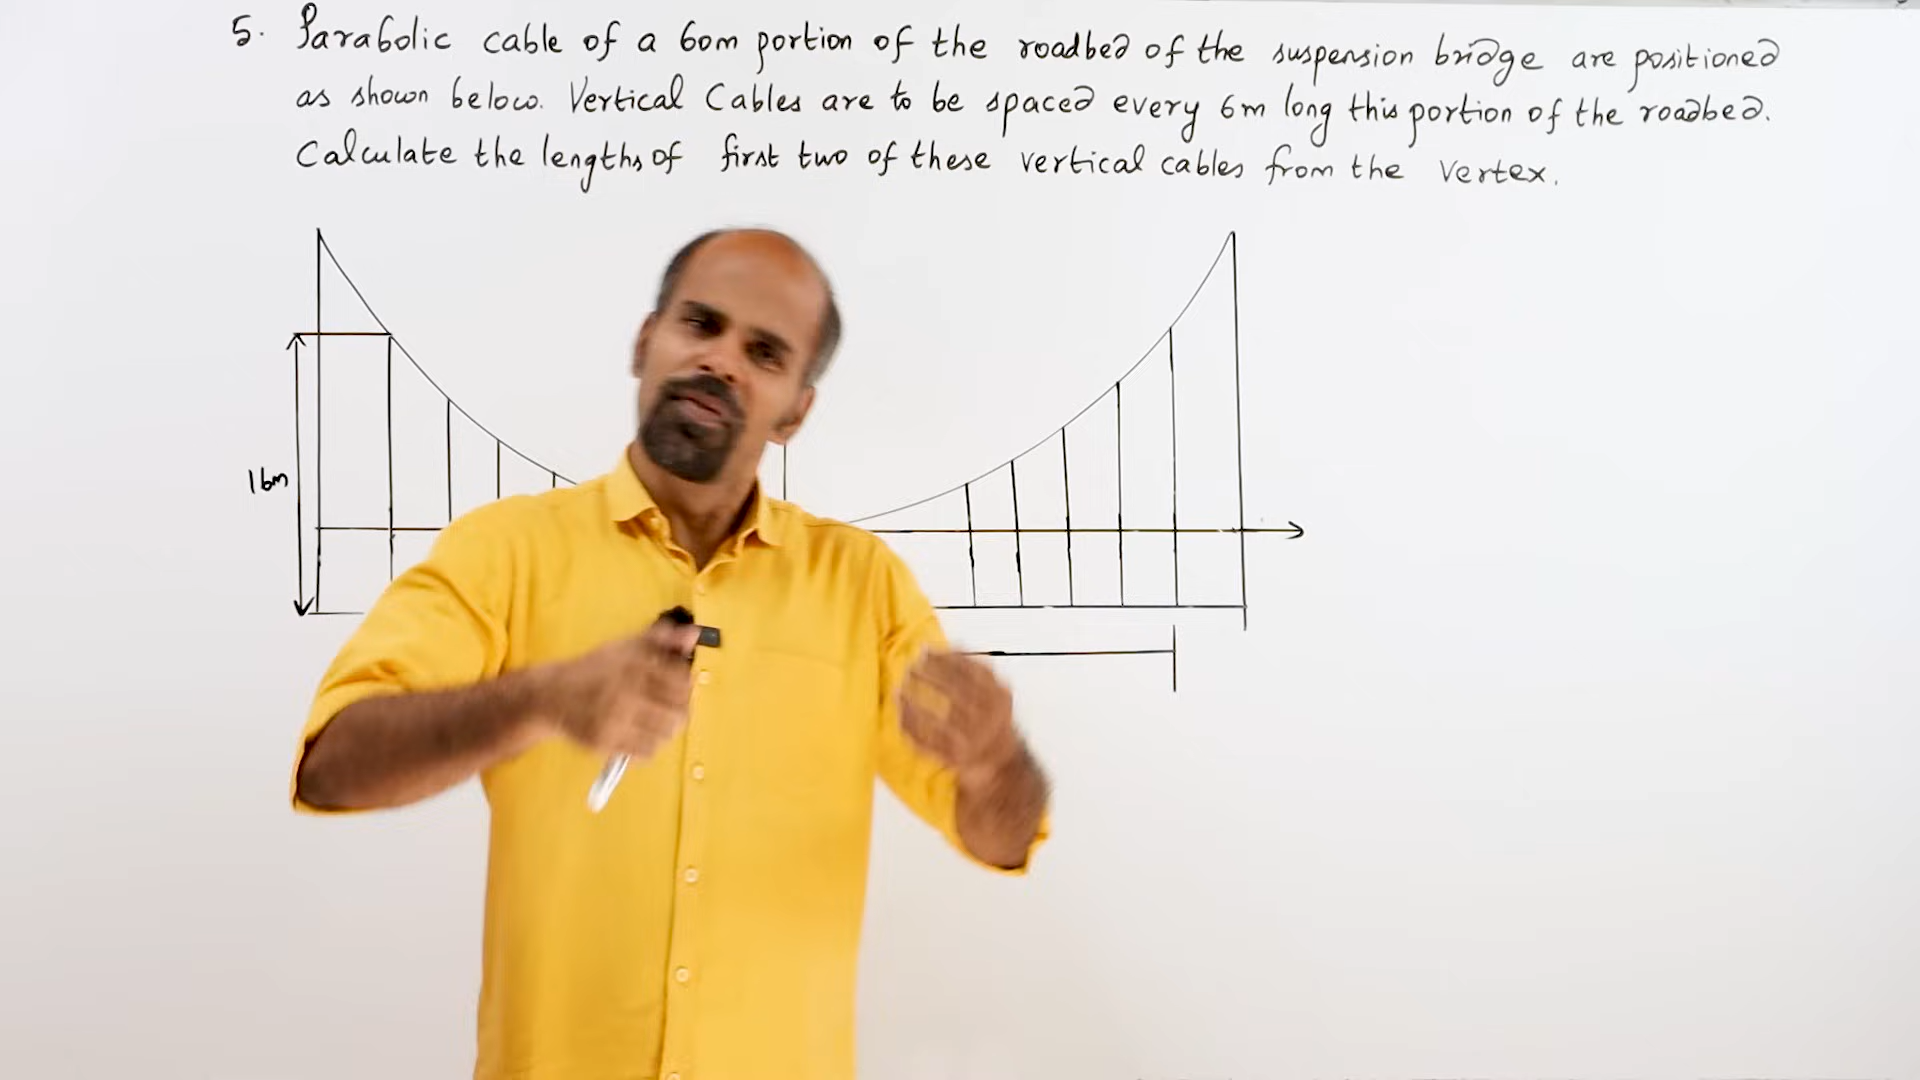 5. Parabolic cable of a 60m portion of the roadbed of the suspension bridge are positioned
as shown below. Vertical Cables are to be spaced every 6m long this portion of the roadbed.
Calculate the lengths of first two of these vertical cables from the vertex.
16m